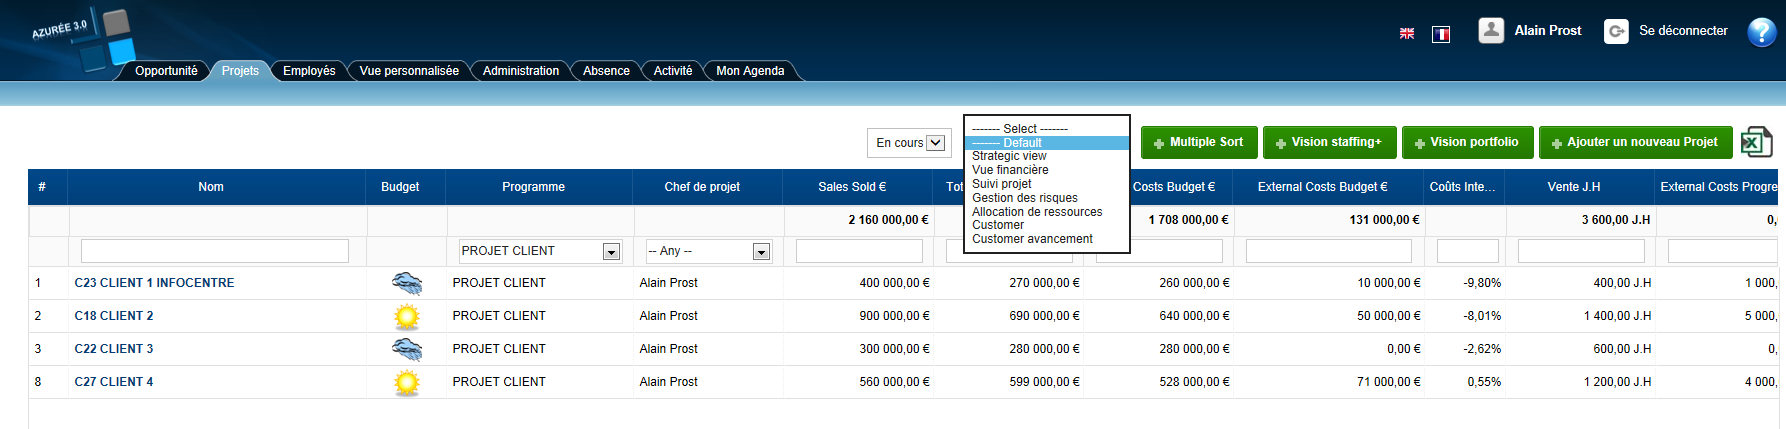 AZURÉE 3.0
Alain Prost
Se déconnecter
?
Opportunité Projets Employés Vue personnalisée Administration Absence Activité Mon Agenda
En cours
------- Select -------
------- Default
Strategic view
Vue financière
Suivi projet
Gestion des risques
Allocation de ressources
Customer
Customer avancement
Multiple Sort Vision staffing+ Vision portfolio Ajouter un nouveau Projet
# Nom Budget Programme Chef de projet Sales Sold € Tot Costs Budget € External Costs Budget € Coûts Inte... Vente J.H External Costs Progre
2 160 000,00 € 1 708 000,00 € 131 000,00 € 3 600,00 J.H 0,
PROJET CLIENT -- Any --
1 C23 CLIENT 1 INFOCENTRE PROJET CLIENT Alain Prost 400 000,00 € 270 000,00 € 260 000,00 € 10 000,00 € -9,80% 400,00 J.H 1 000,
2 C18 CLIENT 2 PROJET CLIENT Alain Prost 900 000,00 € 690 000,00 € 640 000,00 € 50 000,00 € -8,01% 1 400,00 J.H 5 000,
3 C22 CLIENT 3 PROJET CLIENT Alain Prost 300 000,00 € 280 000,00 € 280 000,00 € 0,00 € -2,62% 600,00 J.H 0,
8 C27 CLIENT 4 PROJET CLIENT Alain Prost 560 000,00 € 599 000,00 € 528 000,00 € 71 000,00 € 0,55% 1 200,00 J.H 4 000,